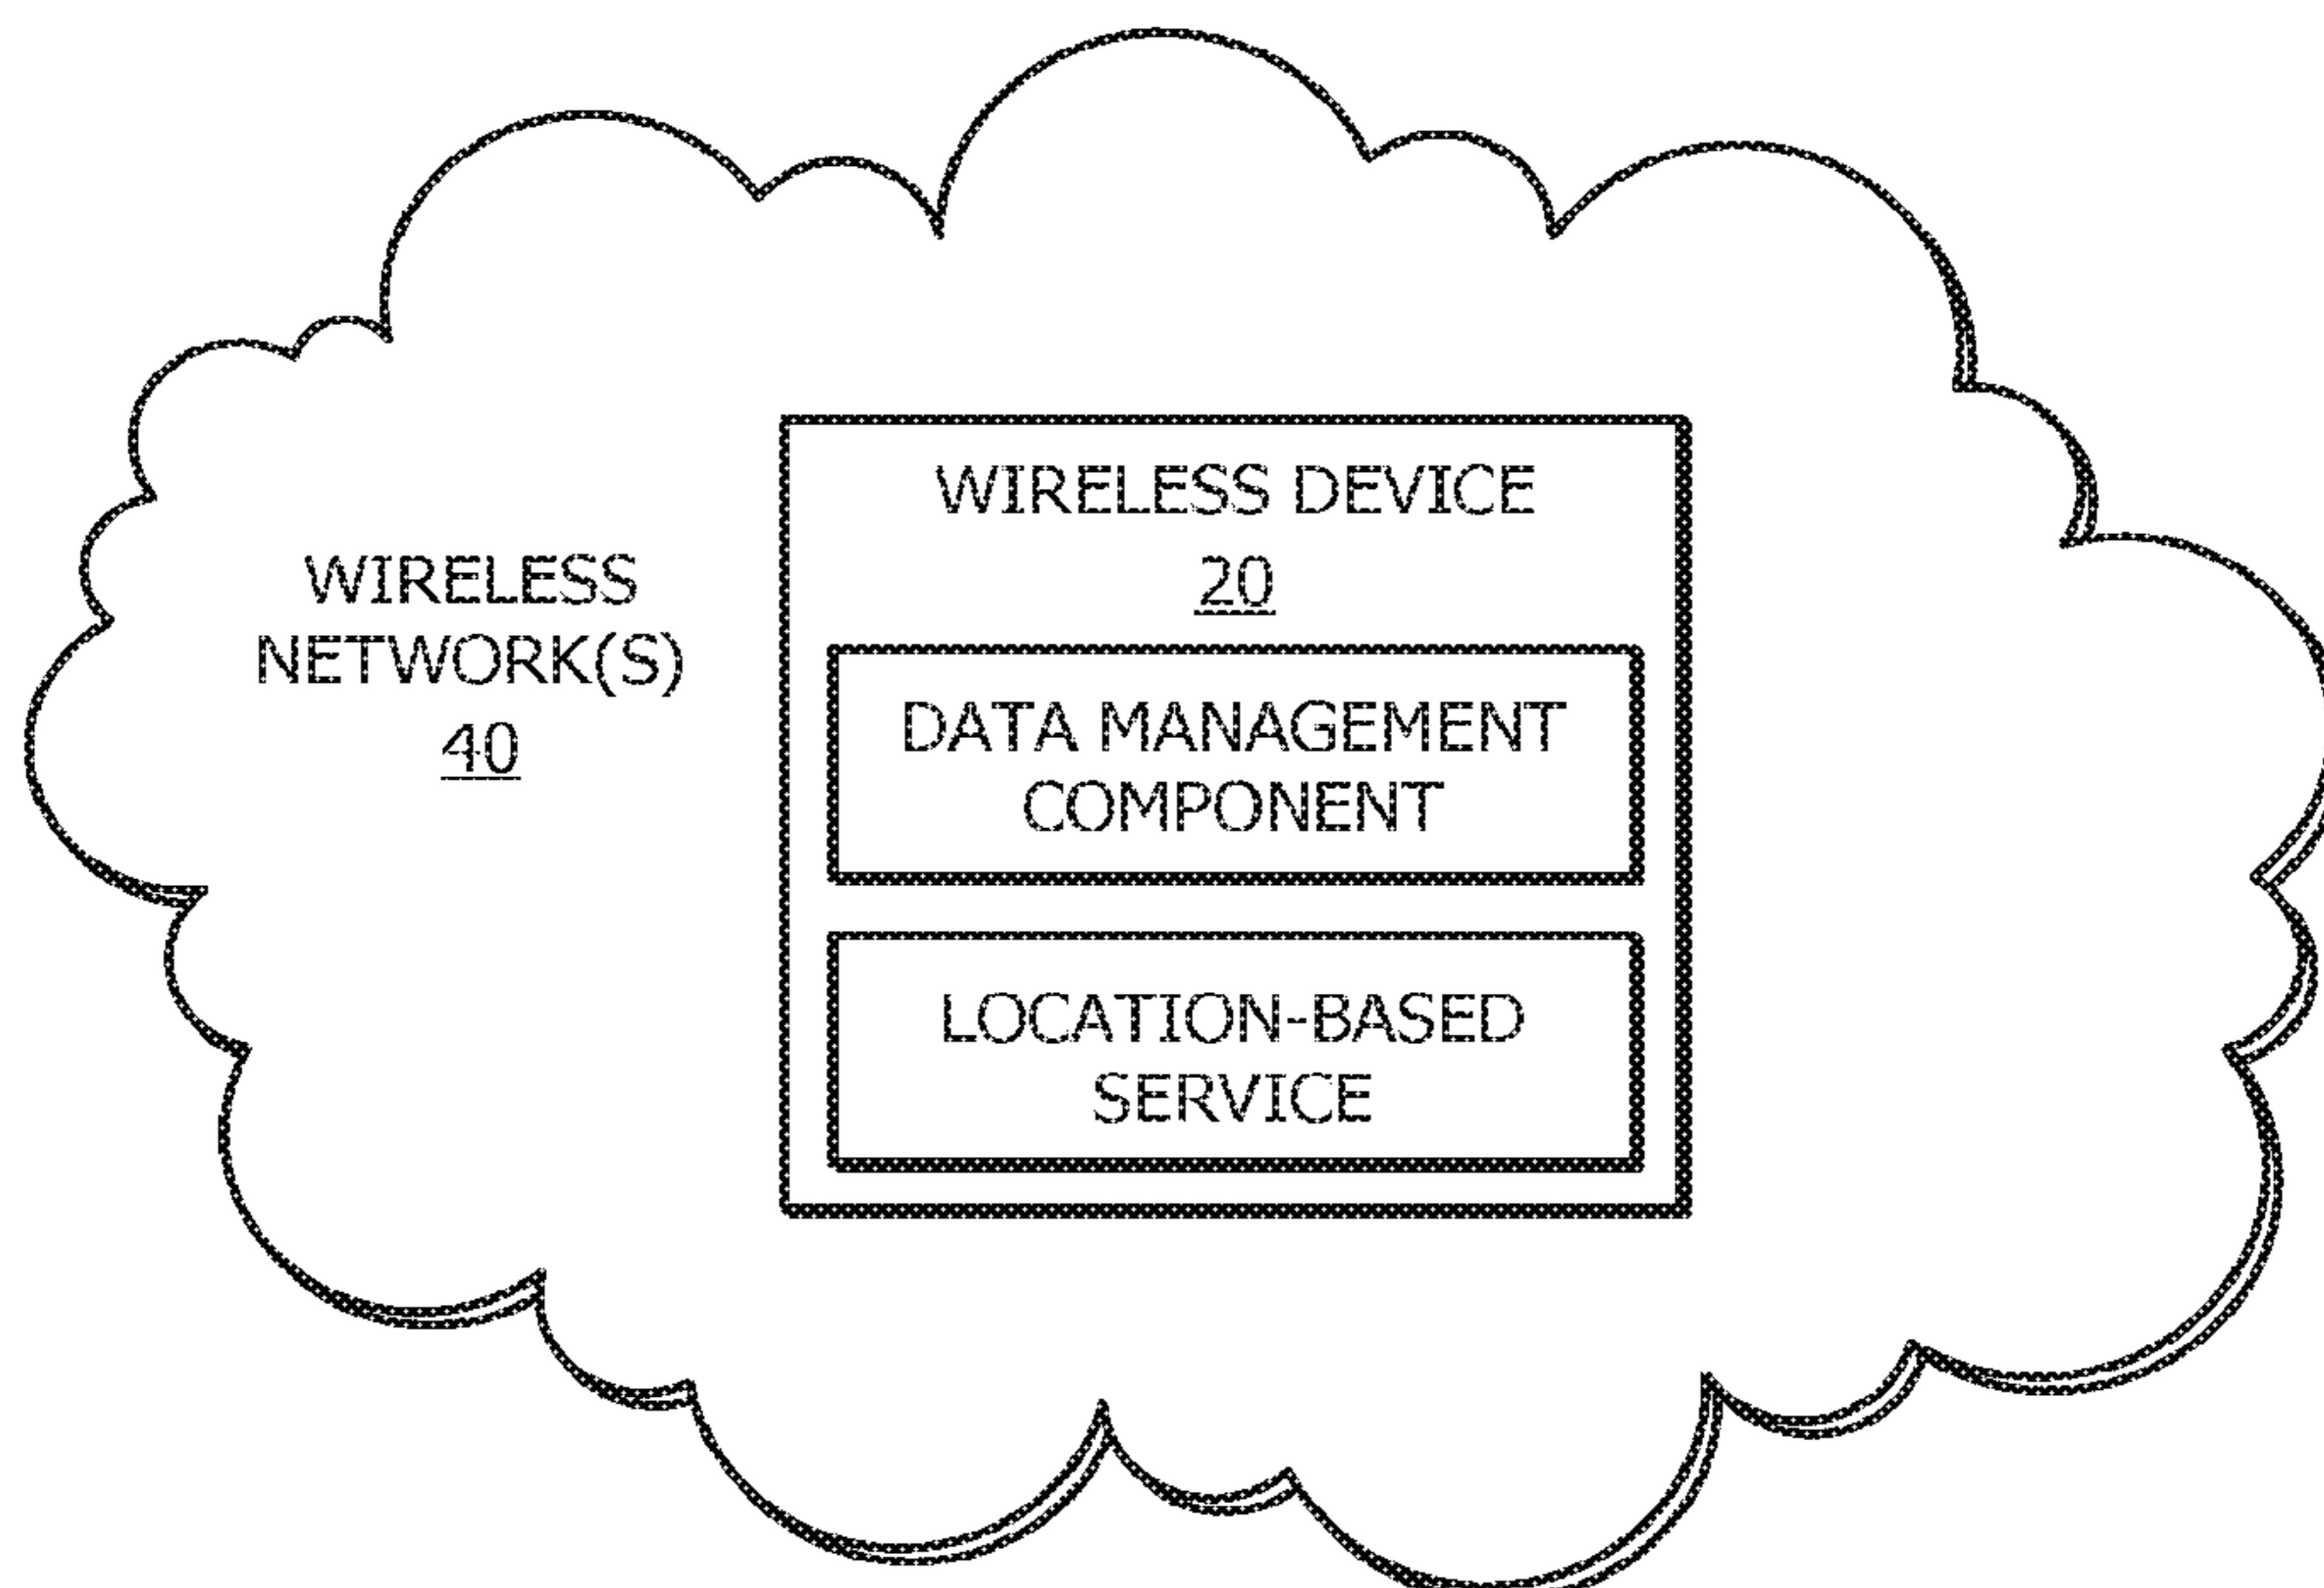 WIRELESS
NETWORK(S)
40
WIRELESS DEVICE
20
DATA MANAGEMENT
COMPONENT
LOCATION-BASED
SERVICE